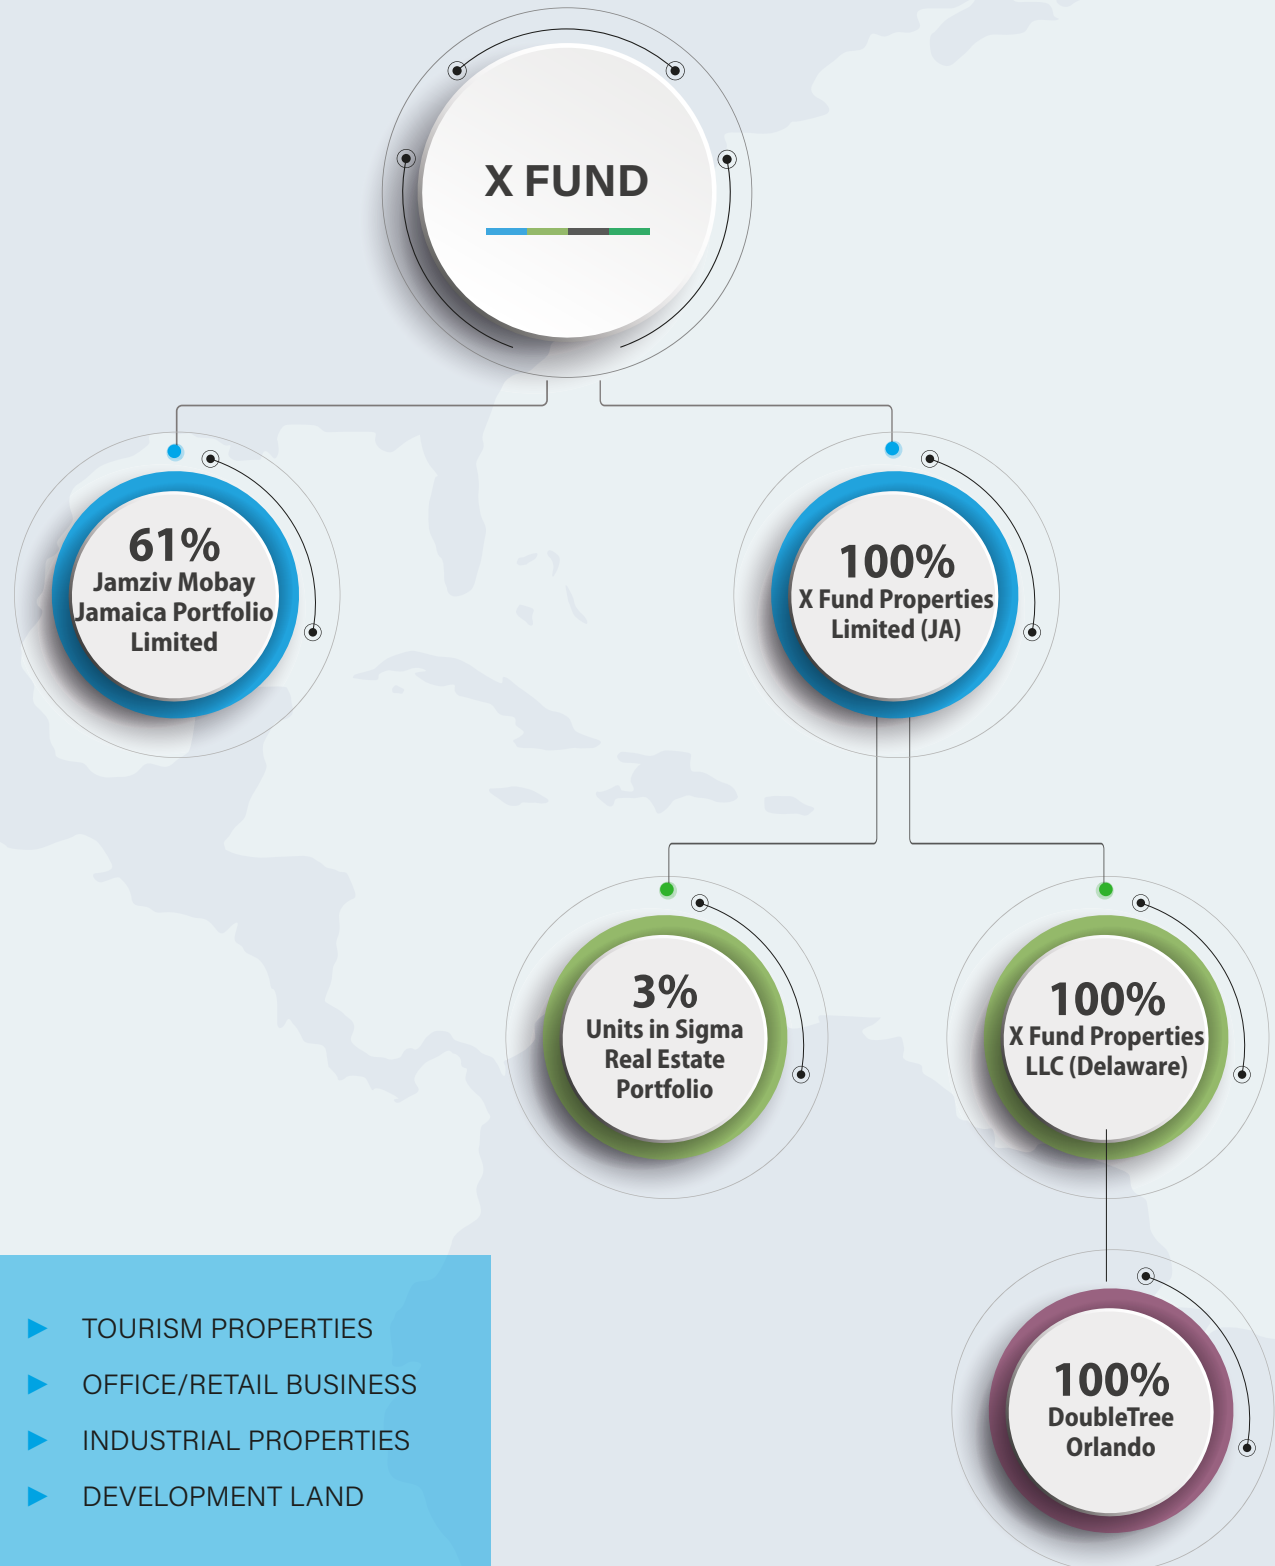 X FUND
61%
Jamziv Mobay
Jamaica Portfolio
Limited
100%
X Fund Properties
Limited (JA)
3%
Units in Sigma
Real Estate
Portfolio
100%
X Fund Properties
LLC (Delaware)
100%
DoubleTree
Orlando
TOURISM PROPERTIES
OFFICE/RETAIL BUSINESS
INDUSTRIAL PROPERTIES
DEVELOPMENT LAND